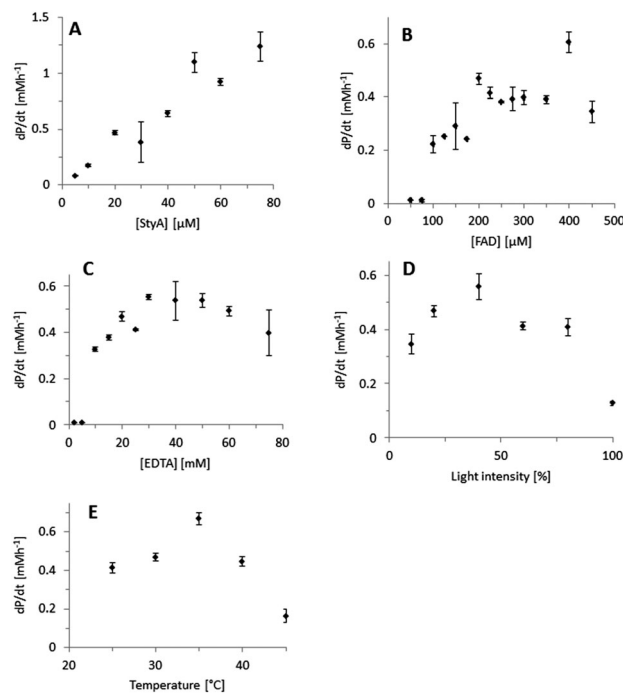 A
dP/dt [mMh⁻¹]
1.5
1
0.5
0
0 20 40 60 80
[StyA] [µM]
B
dP/dt [mMh⁻¹]
0.6
0.4
0.2
0
0 100 200 300 400 500
[FAD] [µM]
C
dP/dt [mMh⁻¹]
0.6
0.4
0.2
0
0 20 40 60 80
[EDTA] [mM]
D
dP/dt [mMh⁻¹]
0.6
0.4
0.2
0
0 50 100
Light intensity [%]
E
dP/dt [mMh⁻¹]
0.6
0.4
0.2
0
20 30 40
Temperature [°C]